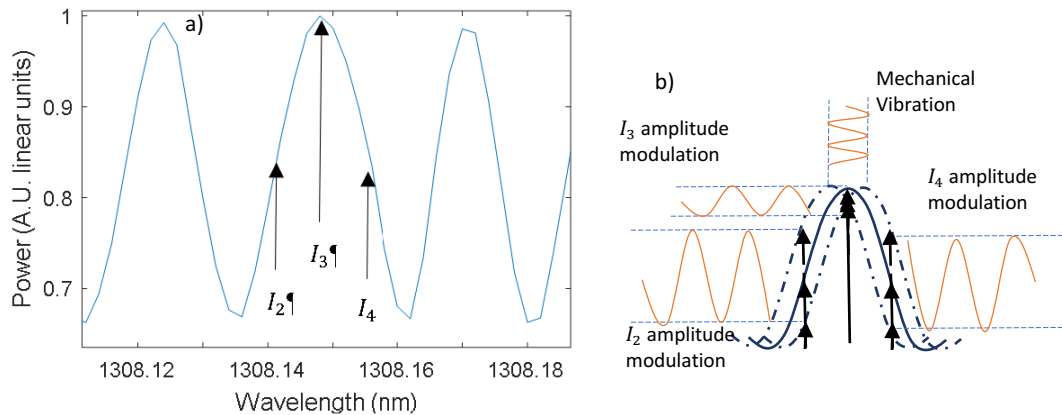 a)
1
0.9
0.8
0.7
Power (A.U. linear units)
I₂¶
I₃¶
I₄
1308.12
1308.14
1308.16
1308.18
Wavelength (nm)
b)
Mechanical
Vibration
I₃ amplitude
modulation
I₄ amplitude
modulation
I₂ amplitude
modulation